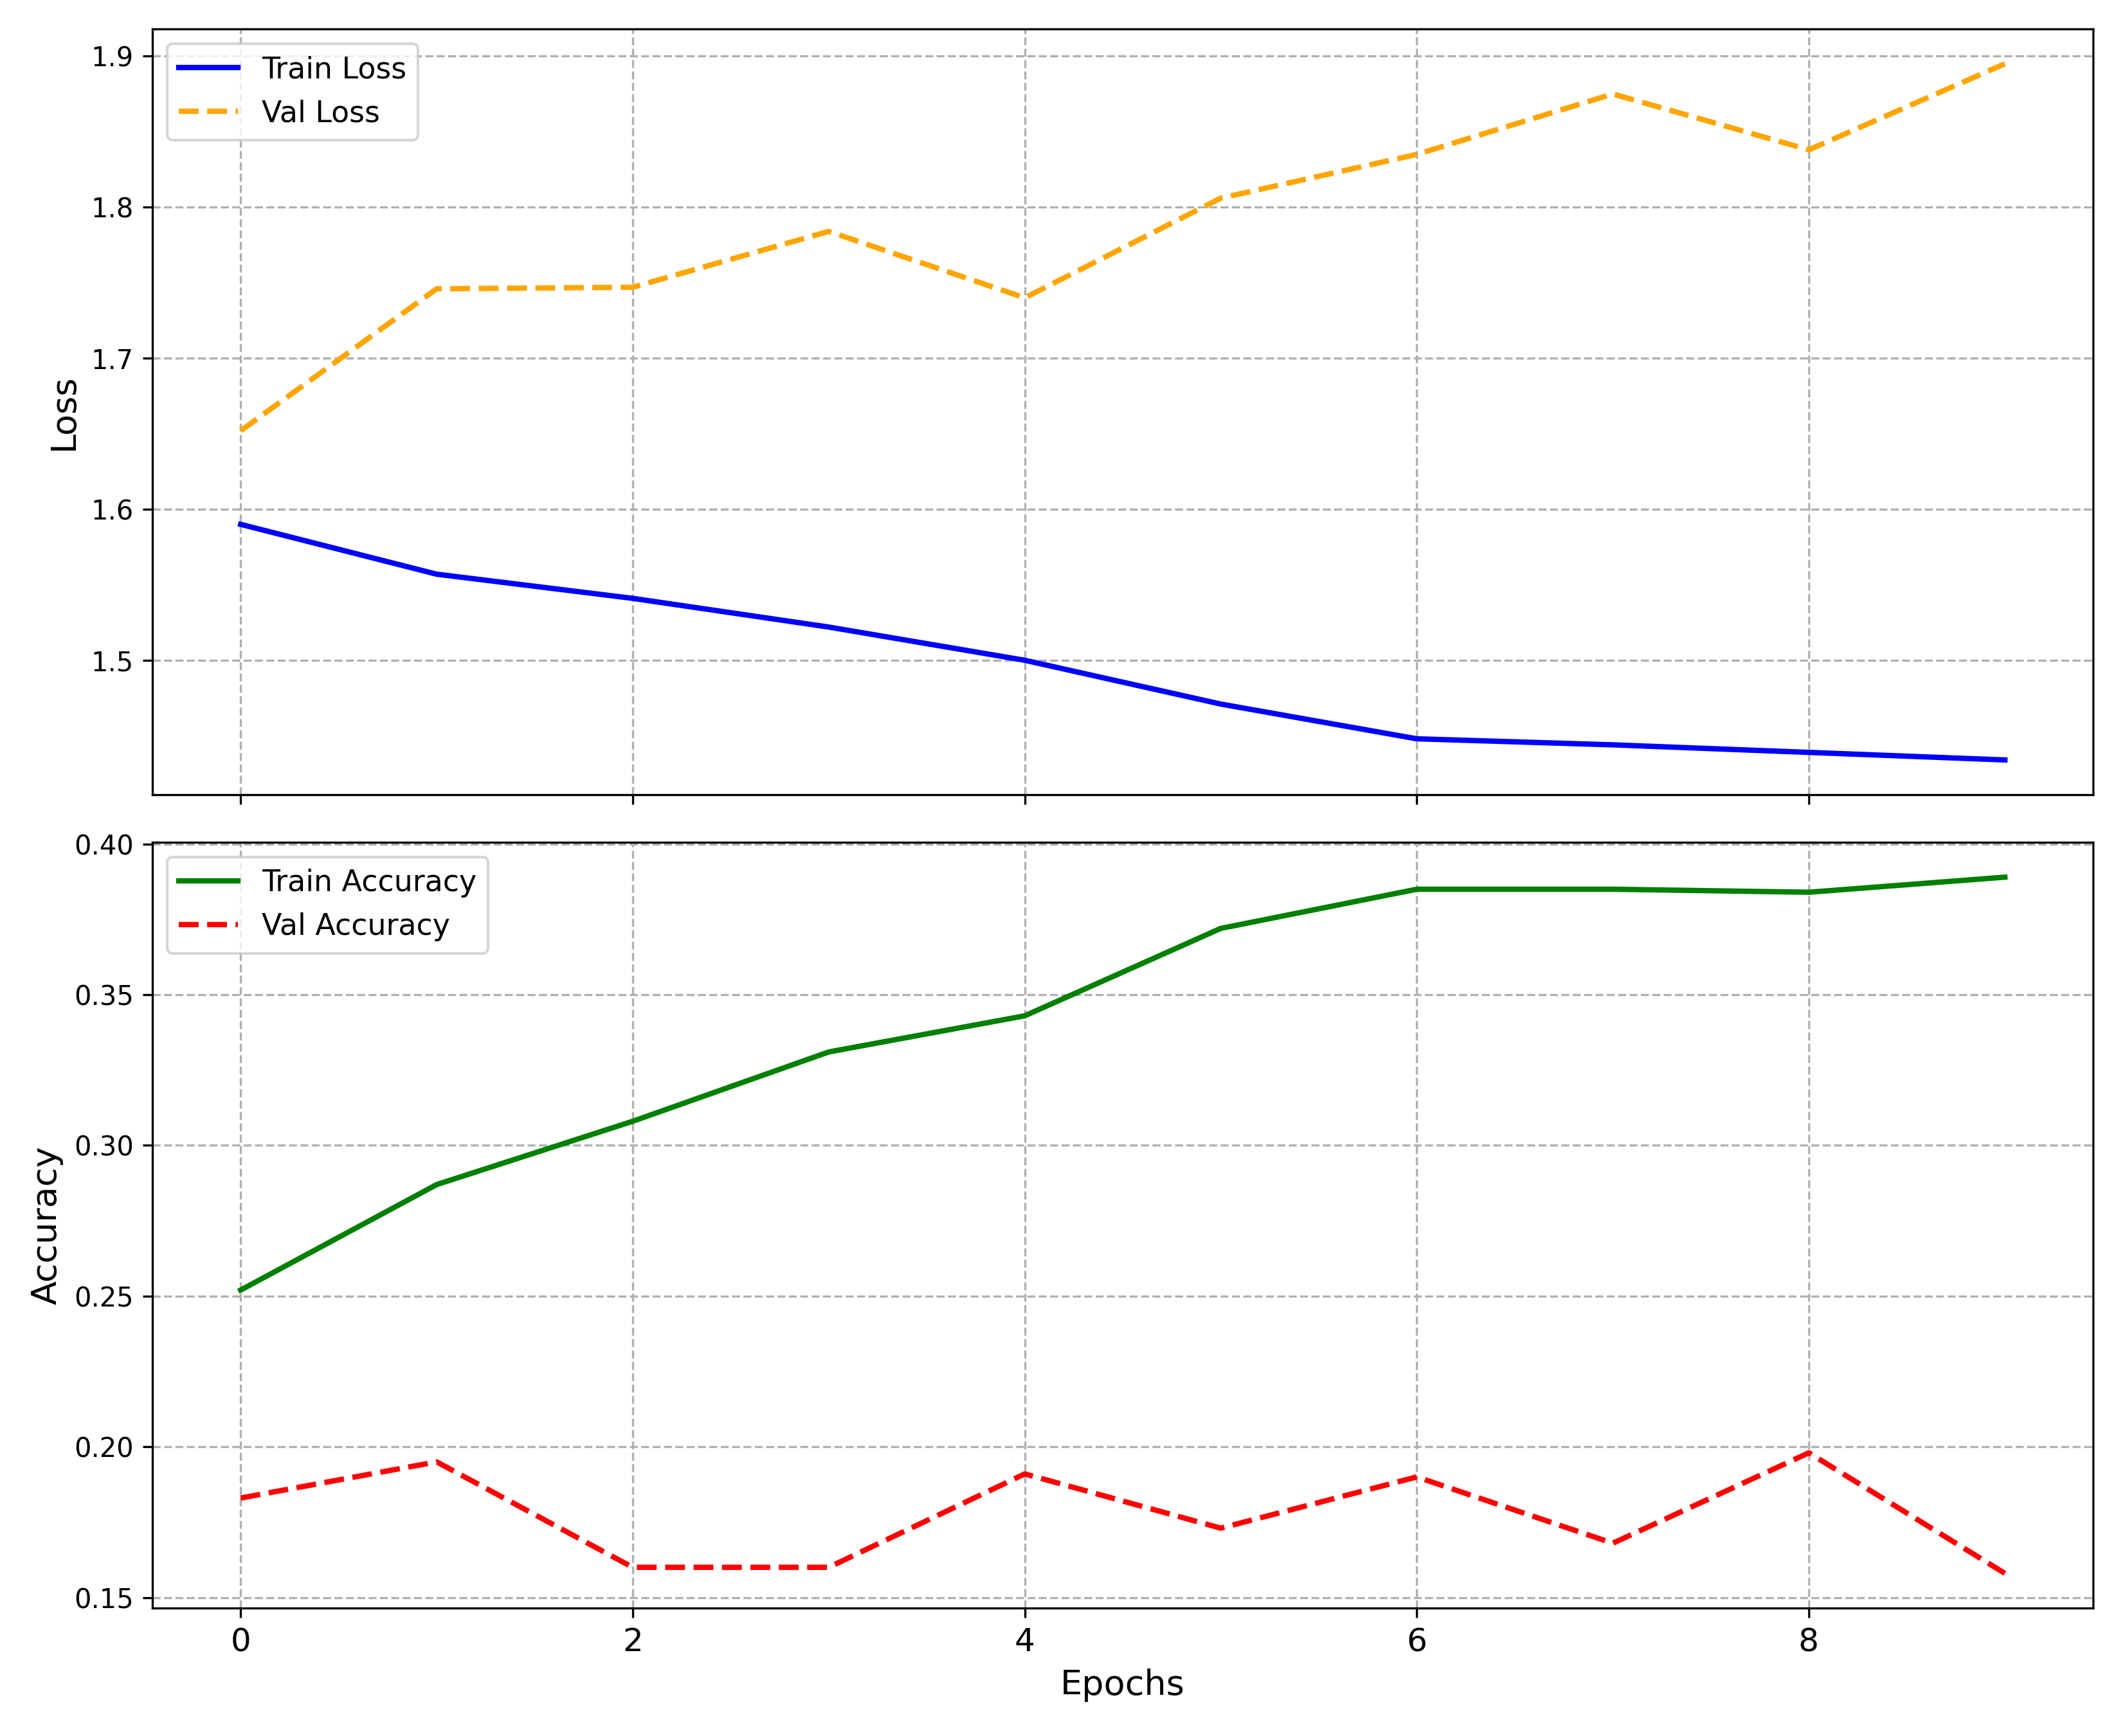 1.9
1.8
1.7
1.6
1.5
Loss
Train Loss
Val Loss
0.40
0.35
0.30
0.25
0.20
0.15
Accuracy
Train Accuracy
Val Accuracy
0 2 4 6 8
Epochs